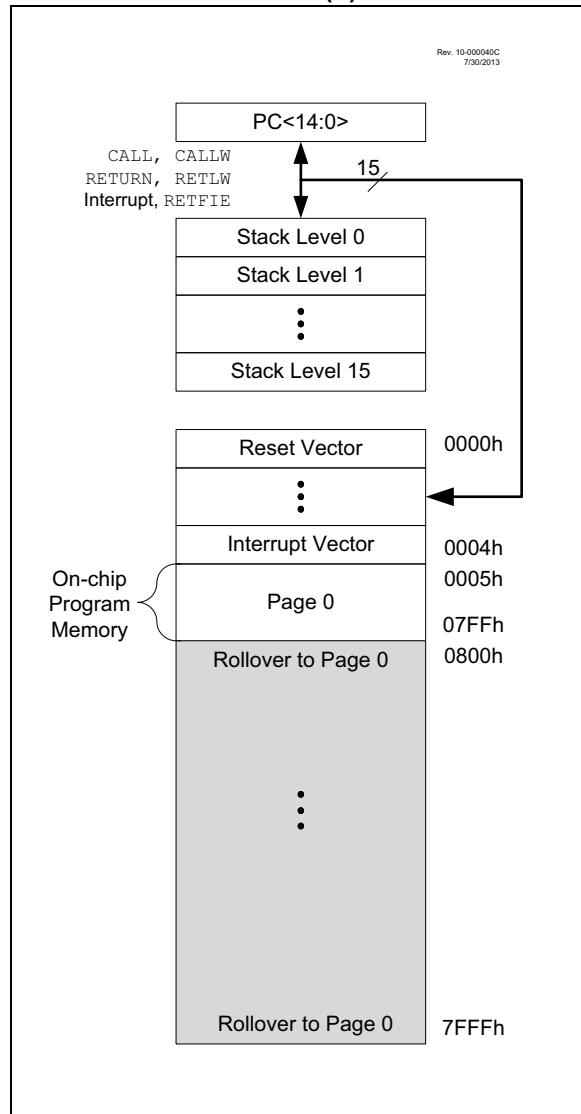 Rev. 10-000040C
7/30/2013
PC<14:0>
CALL, CALLW
RETURN, RETLW
Interrupt, RETFIE
15
Stack Level 0
Stack Level 1
Stack Level 15
Reset Vector
0000h
Interrupt Vector
0004h
On-chip
Program
Memory
Page 0
0005h
07FFh
Rollover to Page 0
0800h
Rollover to Page 0
7FFFh